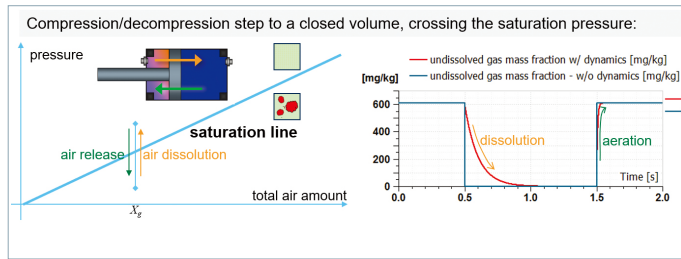 Compression/decompression step to a closed volume, crossing the saturation pressure:
pressure
saturation line
air release
air dissolution
total air amount
Xg
undissolved gas mass fraction w/ dynamics [mg/kg]
undissolved gas mass fraction - w/o dynamics [mg/kg]
[mg/kg]
600
400
200
0
dissolution
aeration
Time [s]
0.0 0.5 1.0 1.5 2.0